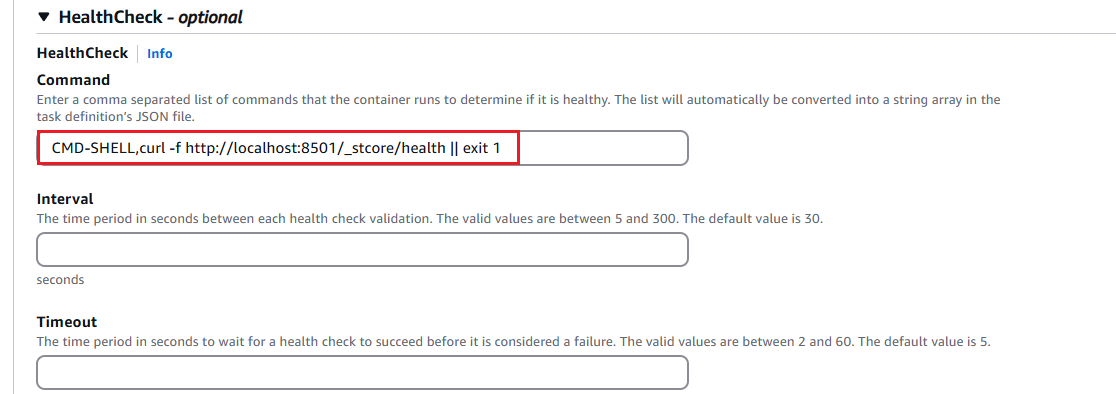 HealthCheck - optional
HealthCheck Info
Command
Enter a comma separated list of commands that the container runs to determine if it is healthy. The list will automatically be converted into a string array in the
task definition's JSON file.
CMD-SHELL,curl -f http://localhost:8501/_stcore/health || exit 1
Interval
The time period in seconds between each health check validation. The valid values are between 5 and 300. The default value is 30.
seconds
Timeout
The time period in seconds to wait for a health check to succeed before it is considered a failure. The valid values are between 2 and 60. The default value is 5.